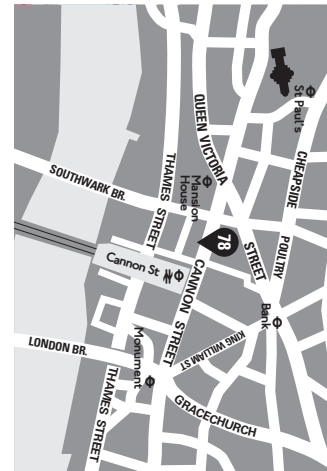 St Paul's
CHEAPSIDE
POULTRY
QUEEN VICTORIA
STREET
Mansion
House
THAMES STREET
SOUTHWARK BR.
78
Bank
Cannon St
CANNON STREET
KING WILLIAM ST
LONDON BR.
Monument
THAMES STREET
GRACECHURCH